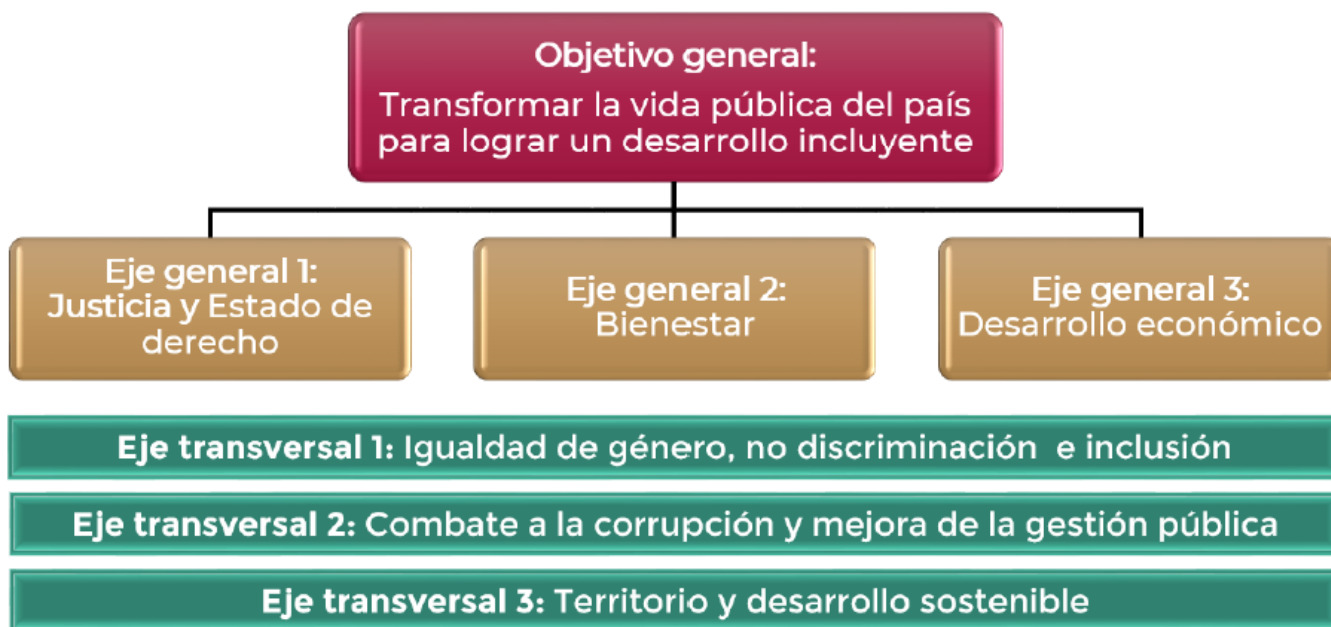 Objetivo general:
Transformar la vida pública del país
para lograr un desarrollo incluyente
Eje general 1:
Justicia y Estado de
derecho
Eje general 2:
Bienestar
Eje general 3:
Desarrollo económico
Eje transversal 1: Igualdad de género, no discriminación e inclusión
Eje transversal 2: Combate a la corrupción y mejora de la gestión pública
Eje transversal 3: Territorio y desarrollo sostenible